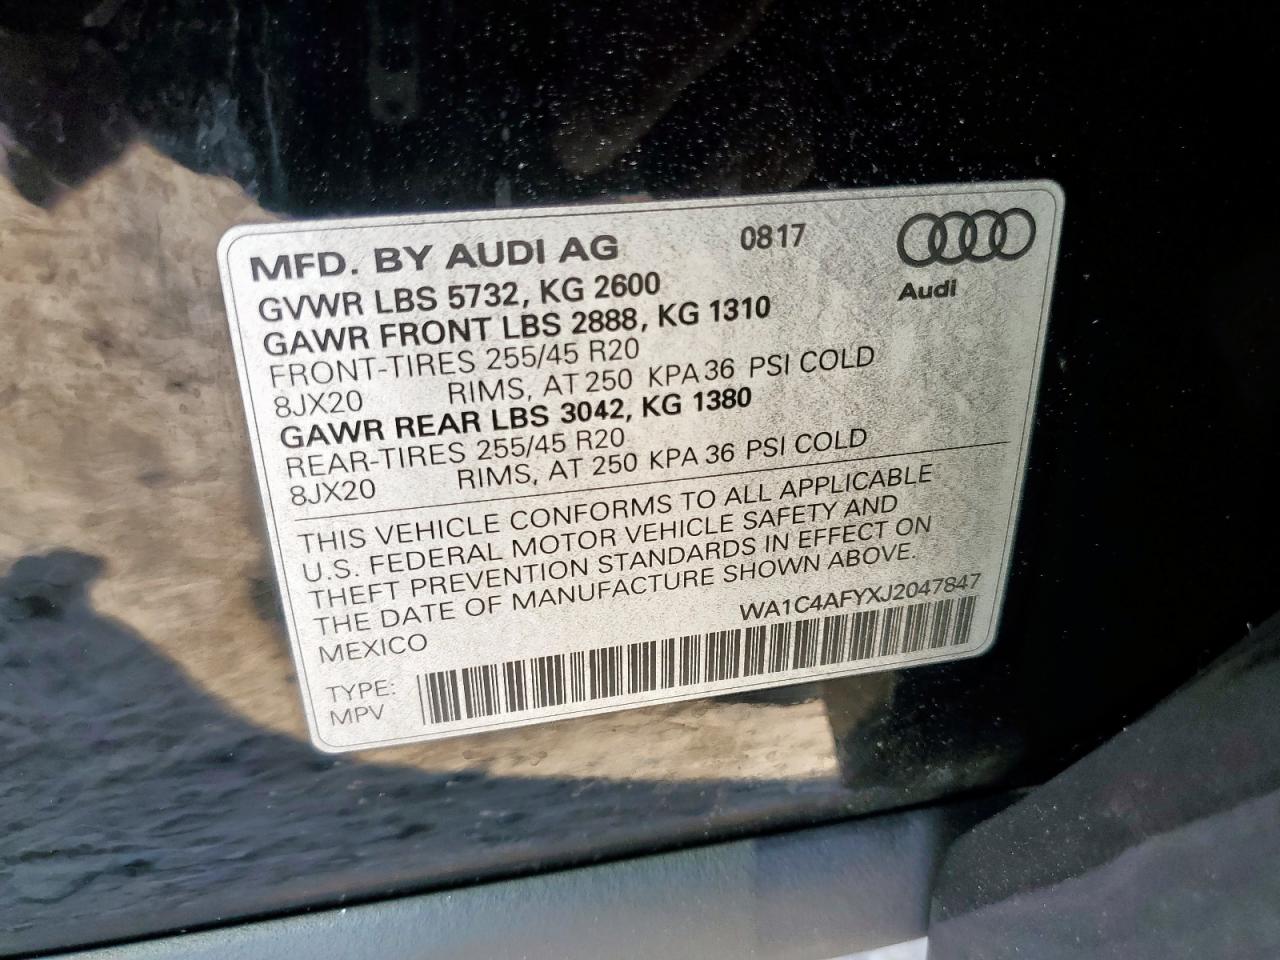 MFD. BY AUDI AG 0817
Audi
GVWR LBS 5732, KG 2600
GAWR FRONT LBS 2888, KG 1310
FRONT-TIRES 255/45 R20
8JX20 RIMS, AT 250 KPA 36 PSI COLD
GAWR REAR LBS 3042, KG 1380
REAR-TIRES 255/45 R20
8JX20 RIMS, AT 250 KPA 36 PSI COLD
THIS VEHICLE CONFORMS TO ALL APPLICABLE
U.S. FEDERAL MOTOR VEHICLE SAFETY AND
THEFT PREVENTION STANDARDS IN EFFECT ON
THE DATE OF MANUFACTURE SHOWN ABOVE.
MEXICO WA1C4AFYXJ2047847
TYPE:
MPV